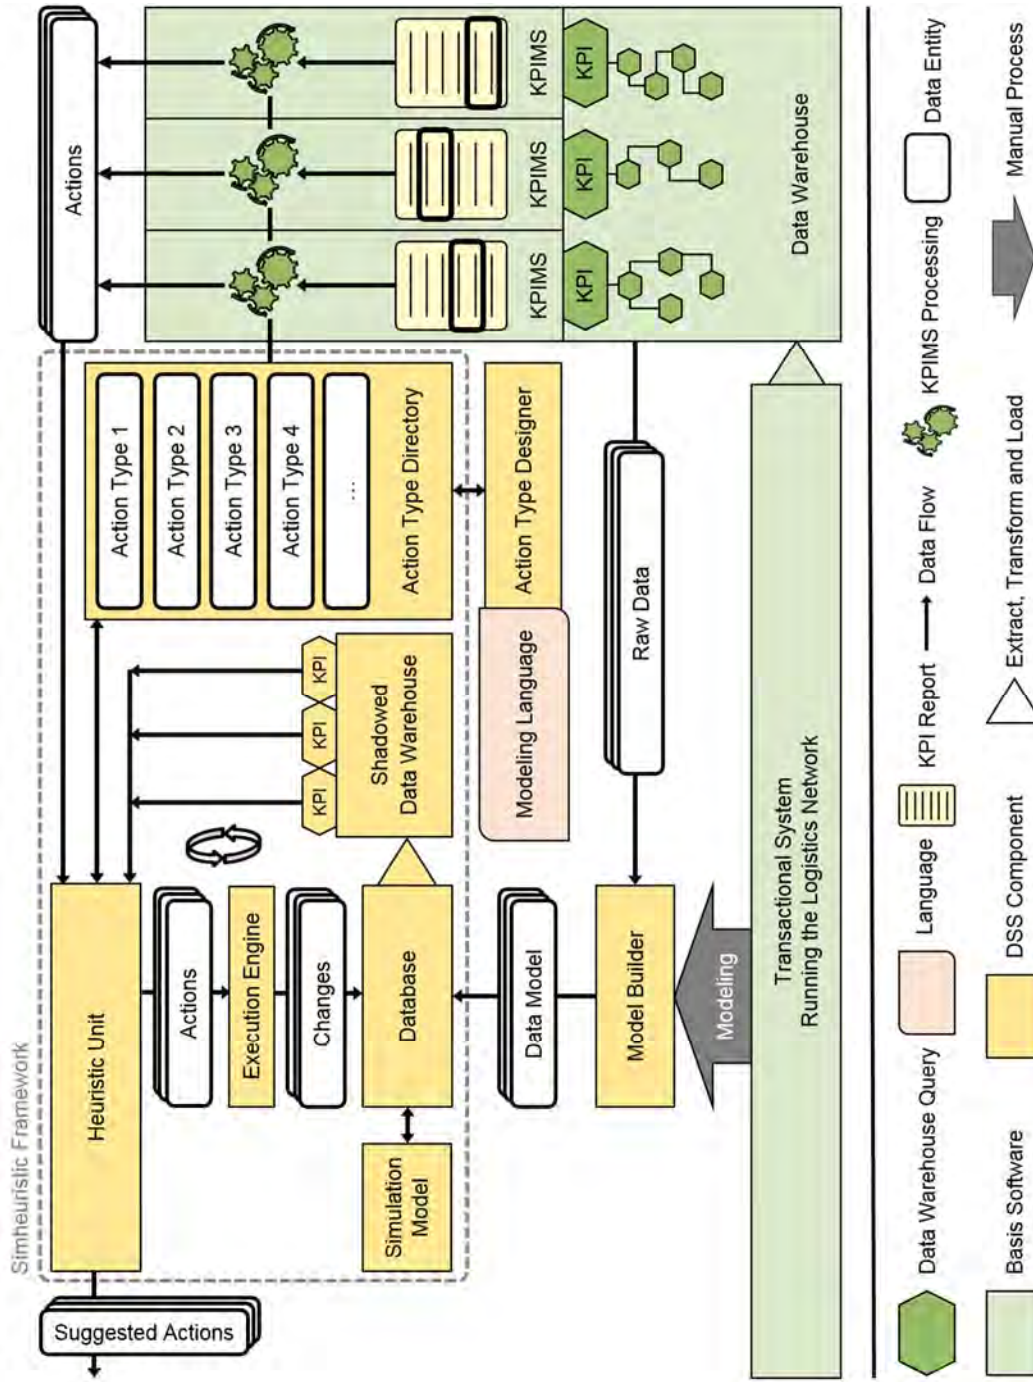 Simheuristic Framework
Suggested Actions
Heuristic Unit
Actions
Execution Engine
Changes
Database
Simulation
Model
KPI
KPI
KPI
Shadowed
Data Warehouse
Action Type 1
Action Type 2
Action Type 3
Action Type 4
...
Action Type Directory
Modeling Language
Action Type Designer
Actions
KPIMS
KPIMS
KPIMS
KPI
KPI
KPI
Data Warehouse
Data Model
Raw Data
Model Builder
Modeling
Transactional System
Running the Logistics Network
Data Warehouse Query
Language
KPI Report
Data Flow
KPIMS Processing
Data Entity
Basis Software
DSS Component
Extract, Transform and Load
Manual Process